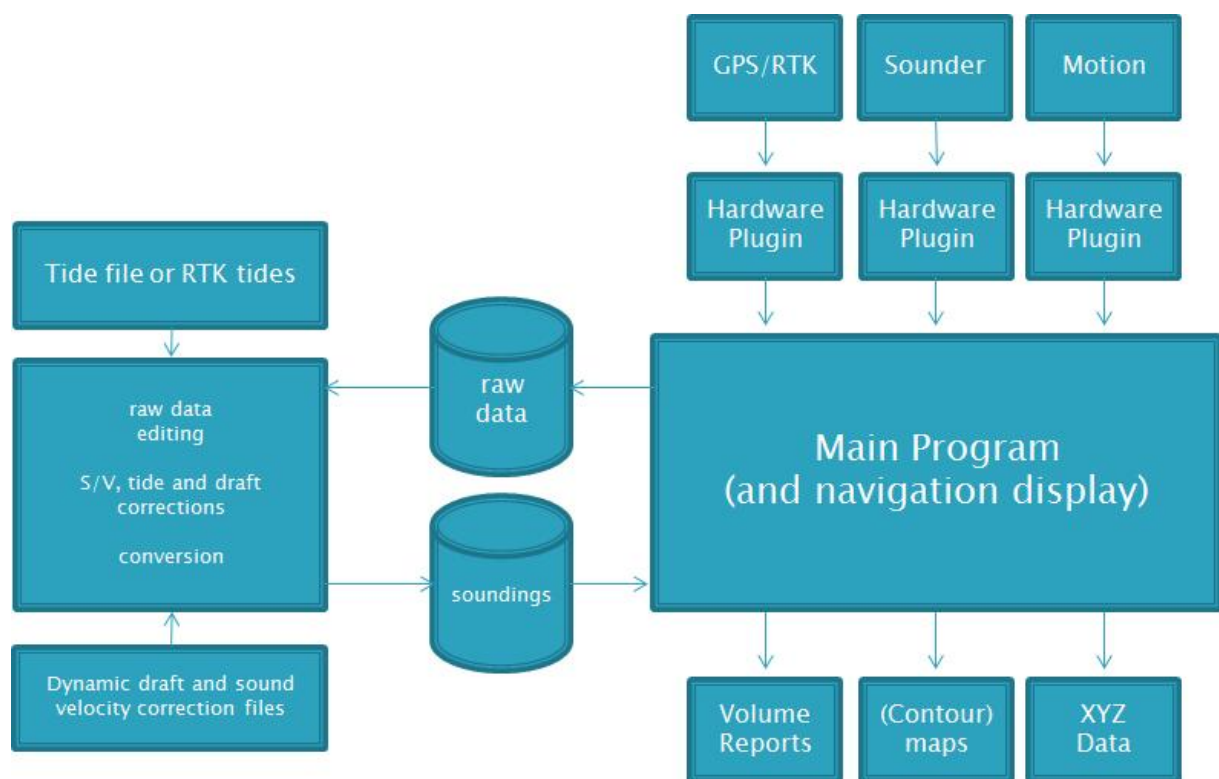 GPS/RTK
Sounder
Motion
Hardware
Plugin
Hardware
Plugin
Hardware
Plugin
Tide file or RTK tides
raw data
editing
S/V, tide and draft
corrections
conversion
Dynamic draft and sound
velocity correction files
raw
data
soundings
Main Program
(and navigation display)
Volume
Reports
(Contour)
maps
XYZ
Data